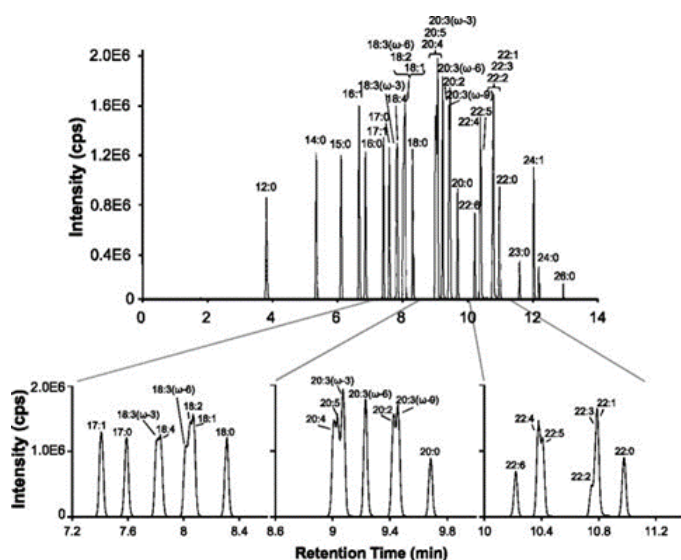 20:3(ω-3)
20:5
20:4
22:1
22:3
22:2
18:3(ω-6)
18:2
18:1
20:3(ω-6)
20:2
20:3(ω-9)
18:3(ω-3)
18:4
16:1
17:0
17:1
16:0
22:4
22:5
14:0
15:0
18:0
24:1
12:0
20:0
22:6
22:0
23:0
24:0
26:0
Intensity (cps)
2.0E6
1.6E6
1.2E6
0.8E6
0.4E6
0
0 2 4 6 8 10 12 14
Intensity (cps)
2.0E6
1.0E6
0.0
17:1
17:0
18:3(ω-3)
18:4
18:3(ω-6)
18:2
18:1
18:0
7.2 7.6 8 8.4
20:3(ω-3)
20:5
20:4
20:3(ω-6)
20:2
20:3(ω-9)
20:0
8.6 9 9.4 9.8
22:6
22:4
22:5
22:3
22:1
22:2
22:0
10 10.4 10.8 11.4
Retention Time (min)